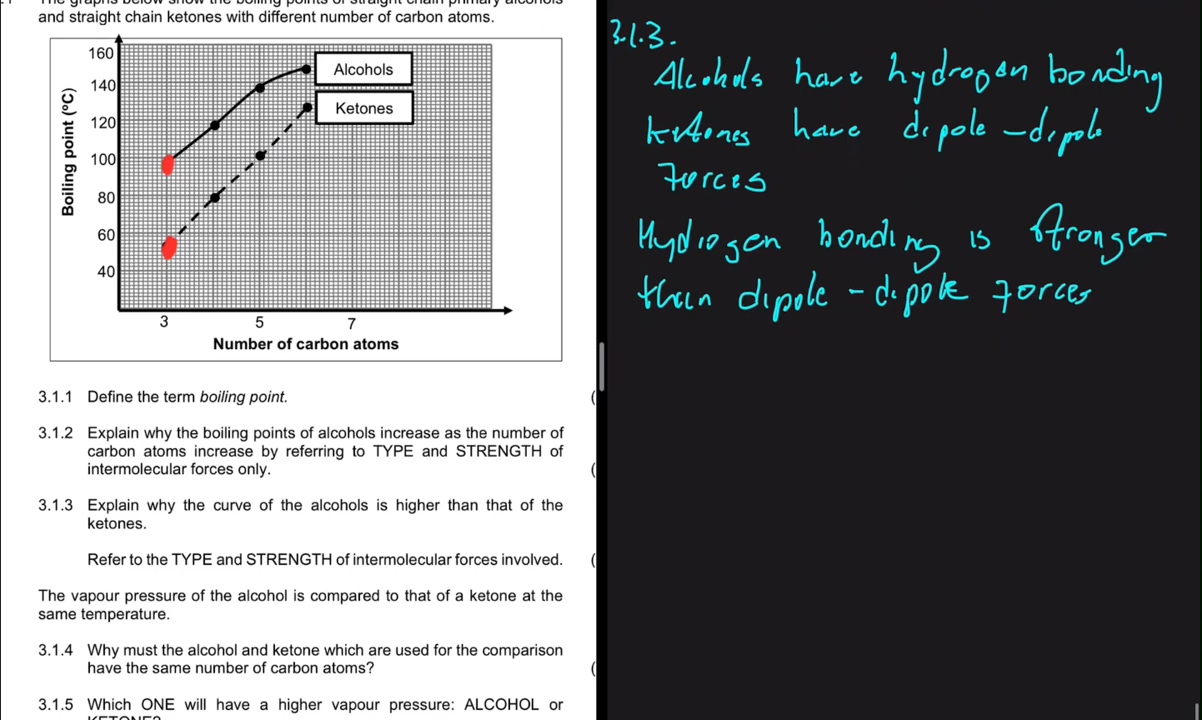 and straight chain ketones with different number of carbon atoms.
160
140
120
100
80
60
40
Boiling point (ºC)
Alcohols
Ketones
3 5 7
Number of carbon atoms
3.1.1 Define the term boiling point.
3.1.2 Explain why the boiling points of alcohols increase as the number of
carbon atoms increase by referring to TYPE and STRENGTH of
intermolecular forces only.
3.1.3 Explain why the curve of the alcohols is higher than that of the
ketones.
Refer to the TYPE and STRENGTH of intermolecular forces involved.
The vapour pressure of the alcohol is compared to that of a ketone at the
same temperature.
3.1.4 Why must the alcohol and ketone which are used for the comparison
have the same number of carbon atoms?
3.1.5 Which ONE will have a higher vapour pressure: ALCOHOL or
3.1.3.
Alcohols have hydrogen bonding
ketones have dipole-dipole
Forces
Hydrogen bonding is stronger
than dipole-dipole forces